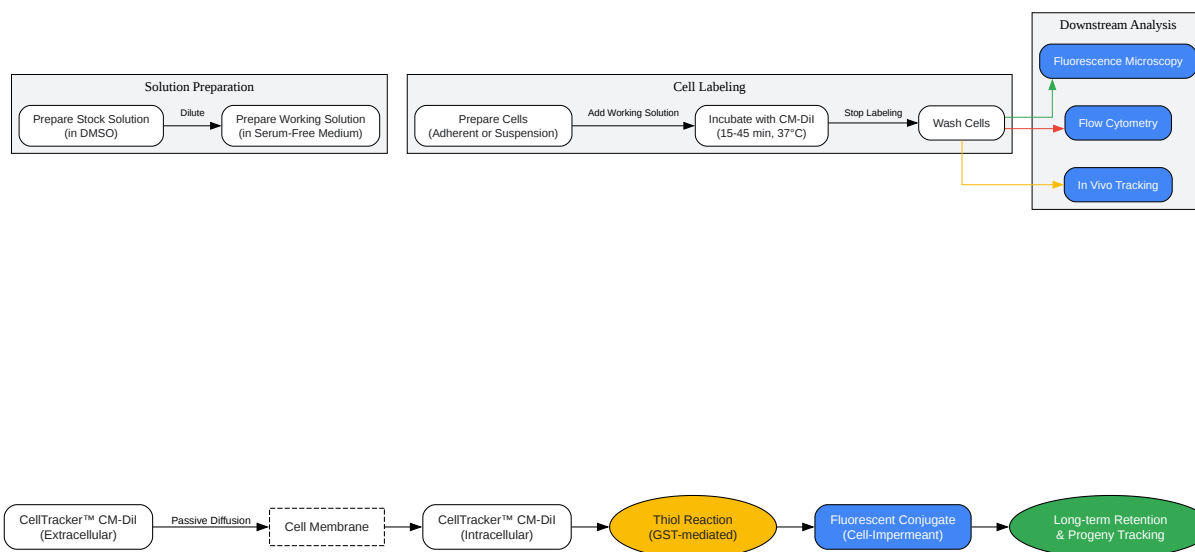 Downstream Analysis
Fluorescence Microscopy
Flow Cytometry
In Vivo Tracking
Solution Preparation
Prepare Stock Solution
(in DMSO)
Dilute
Prepare Working Solution
(in Serum-Free Medium)
Cell Labeling
Prepare Cells
(Adherent or Suspension)
Add Working Solution
Incubate with CM-DiI
(15-45 min, 37°C)
Stop Labeling
Wash Cells
CellTracker™ CM-DiI
(Extracellular)
Passive Diffusion
Cell Membrane
CellTracker™ CM-DiI
(Intracellular)
Thiol Reaction
(GST-mediated)
Fluorescent Conjugate
(Cell-Impermeant)
Long-term Retention
& Progeny Tracking